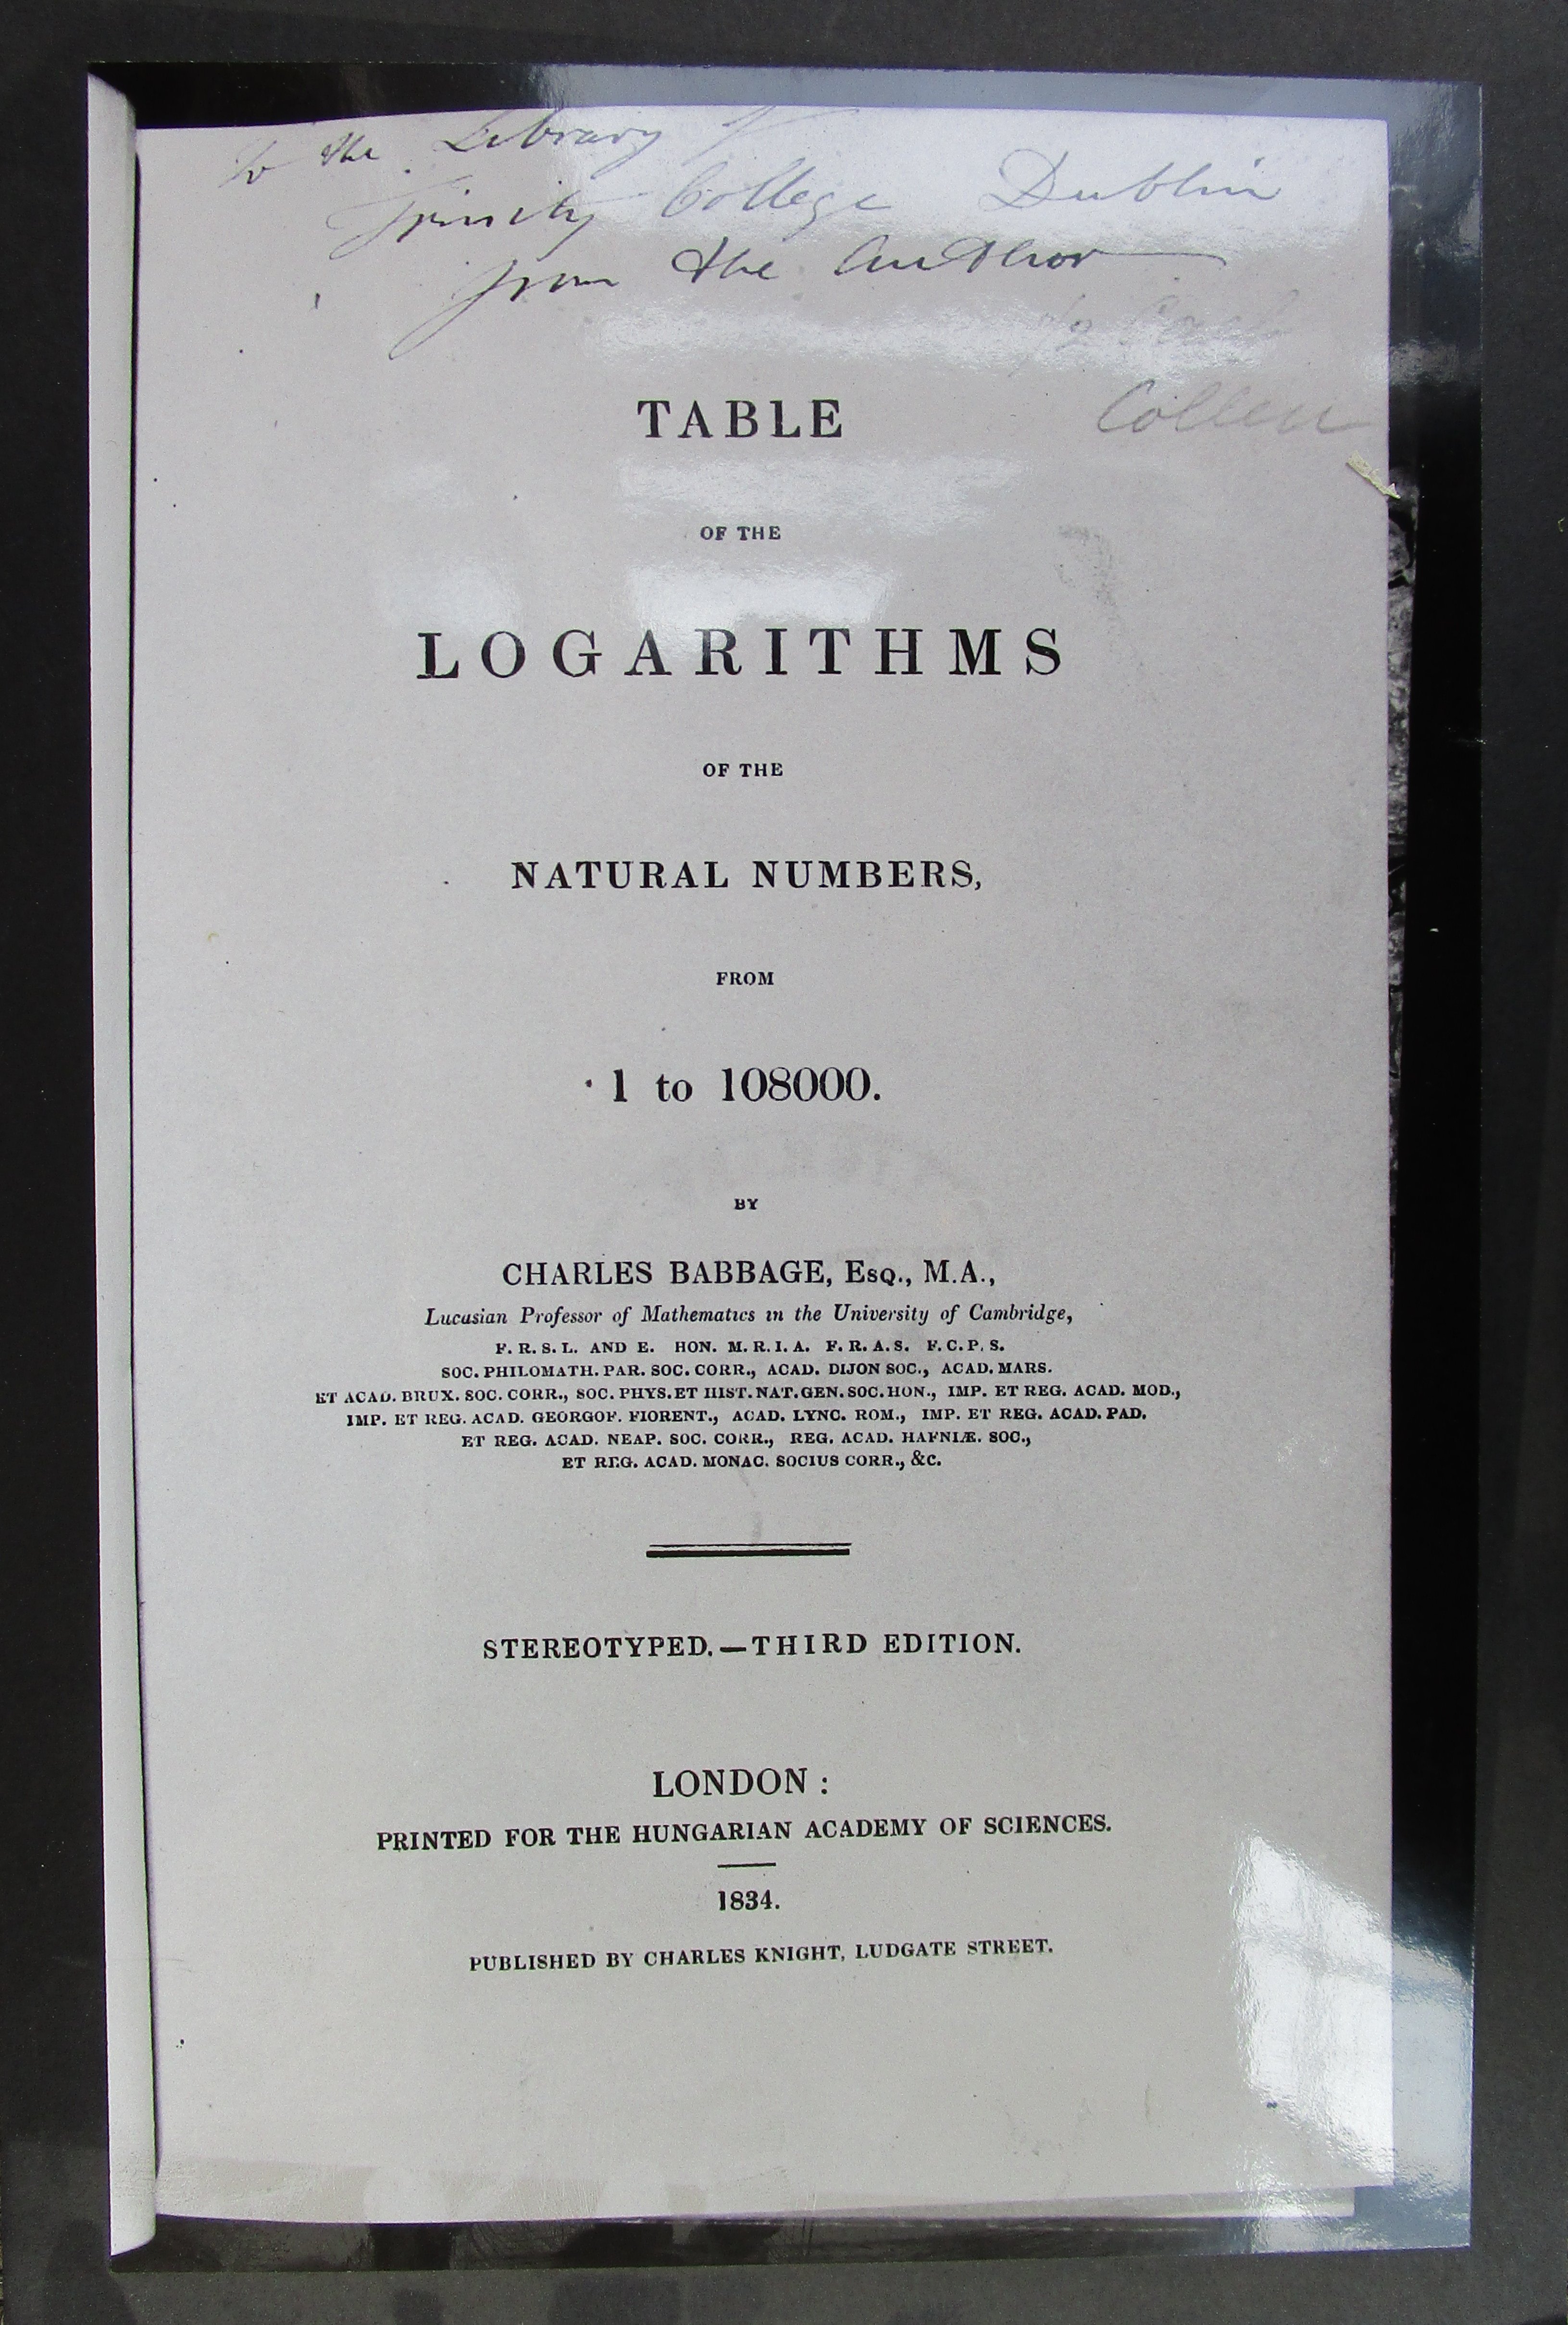 To the Library
Trinity College Dublin
from the Author
Collen
TABLE
OF THE
LOGARITHMS
OF THE
NATURAL NUMBERS,
FROM
1 to 108000.
BY
CHARLES BABBAGE, Esq., M.A.,
Lucasian Professor of Mathematics in the University of Cambridge,
F. R. S. L. AND E. HON. M. R. I. A. F. R. A. S. F. C. P. S.
SOC. PHILOMATH. PAR. SOC. CORR., ACAD. DIJON SOC., ACAD. MARS.
ET ACAD. BRUX. SOC. CORR., SOC. PHYS. ET HIST. NAT. GEN. SOC. HON., IMP. ET REG. ACAD. MOD.,
IMP. ET REG. ACAD. GEORGOF. FIORENT., ACAD. LYNC. ROM., IMP. ET REG. ACAD. PAD.
ET REG. ACAD. NEAP. SOC. CORR., REG. ACAD. HAFNIÆ. SOC.,
ET REG. ACAD. MONAC. SOCIUS CORR., &C.
STEREOTYPED.—THIRD EDITION.
LONDON :
PRINTED FOR THE HUNGARIAN ACADEMY OF SCIENCES.
1834.
PUBLISHED BY CHARLES KNIGHT, LUDGATE STREET.